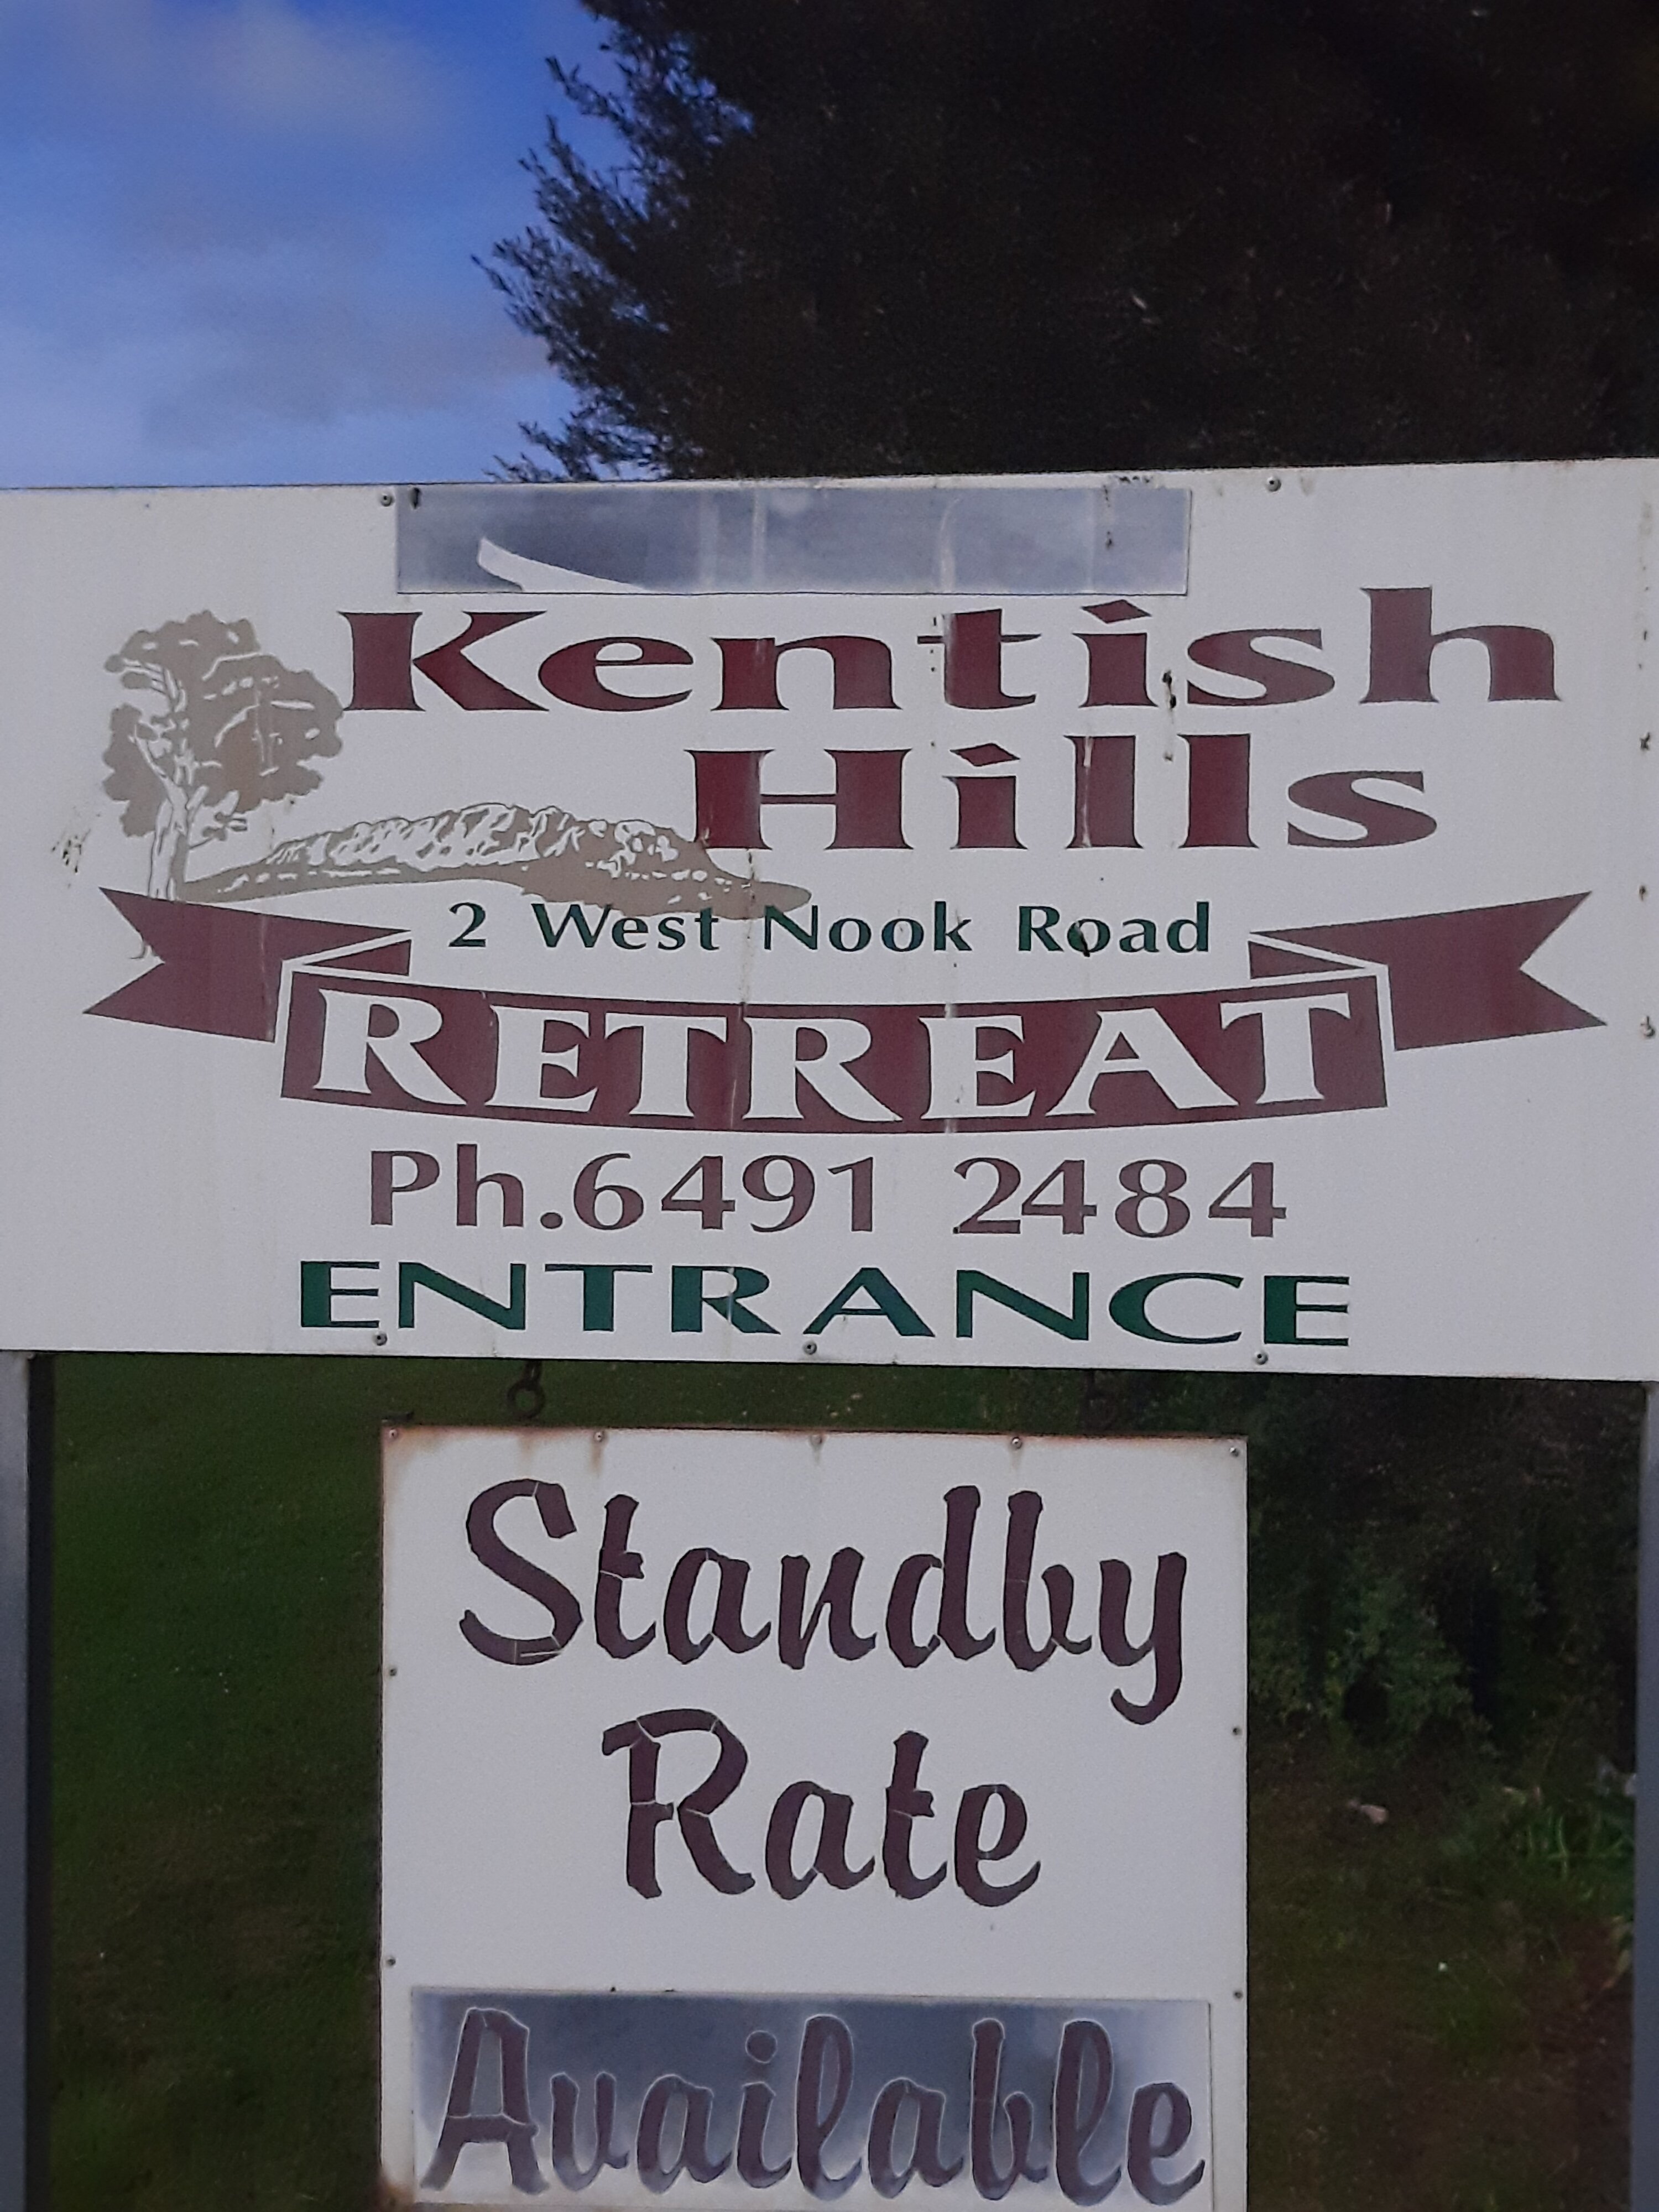 Kentish
Hills
2 West Nook Road
RETREAT
Ph.6491 2484
ENTRANCE
Standby
Rate
Available